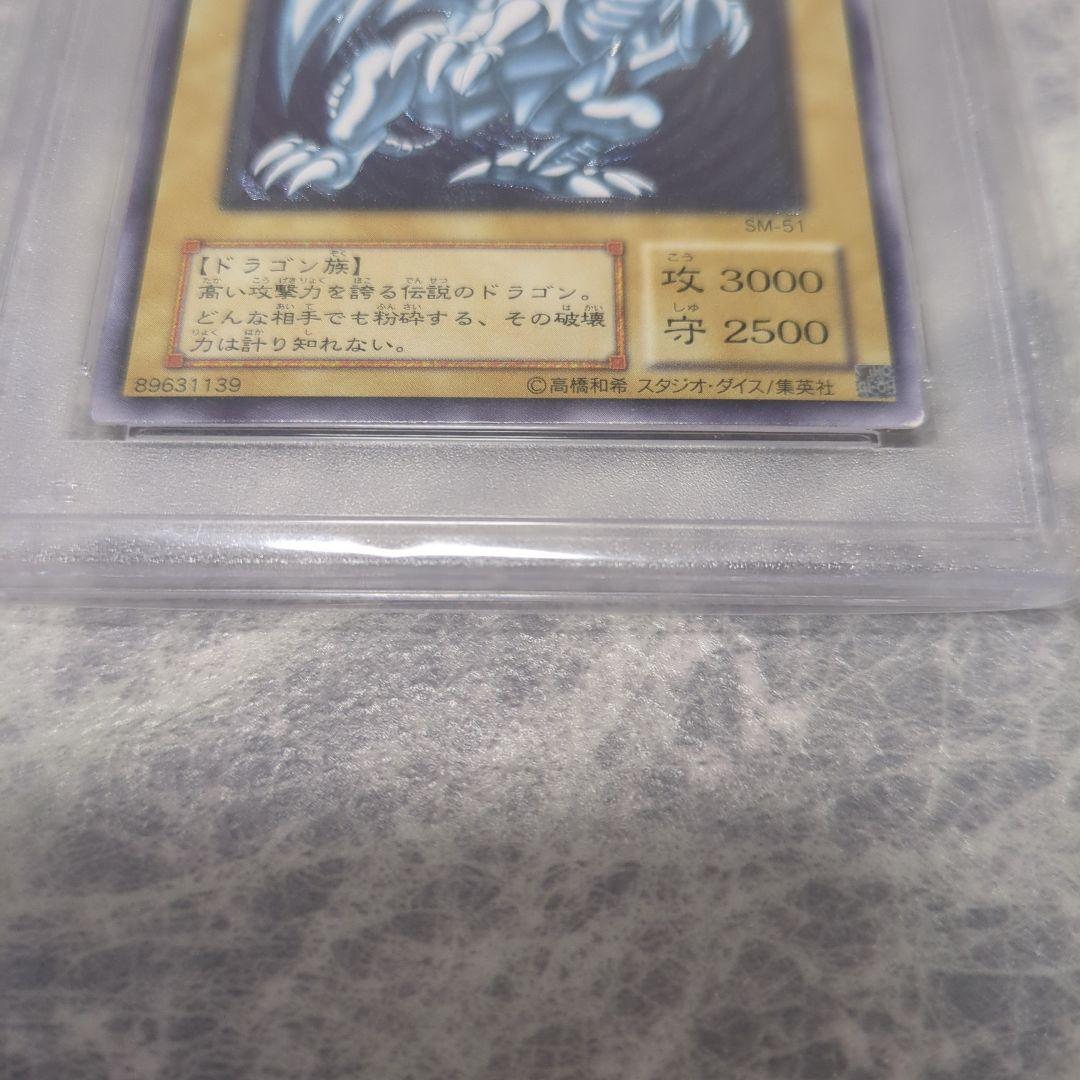 SM-51
【ドラゴン族】
高い攻撃力を誇る伝説のドラゴン。
どんな相手でも粉砕する、その破壊
力は計り知れない。
攻 3000
守 2500
89631139
©高橋和希 スタジオ・ダイス/集英社